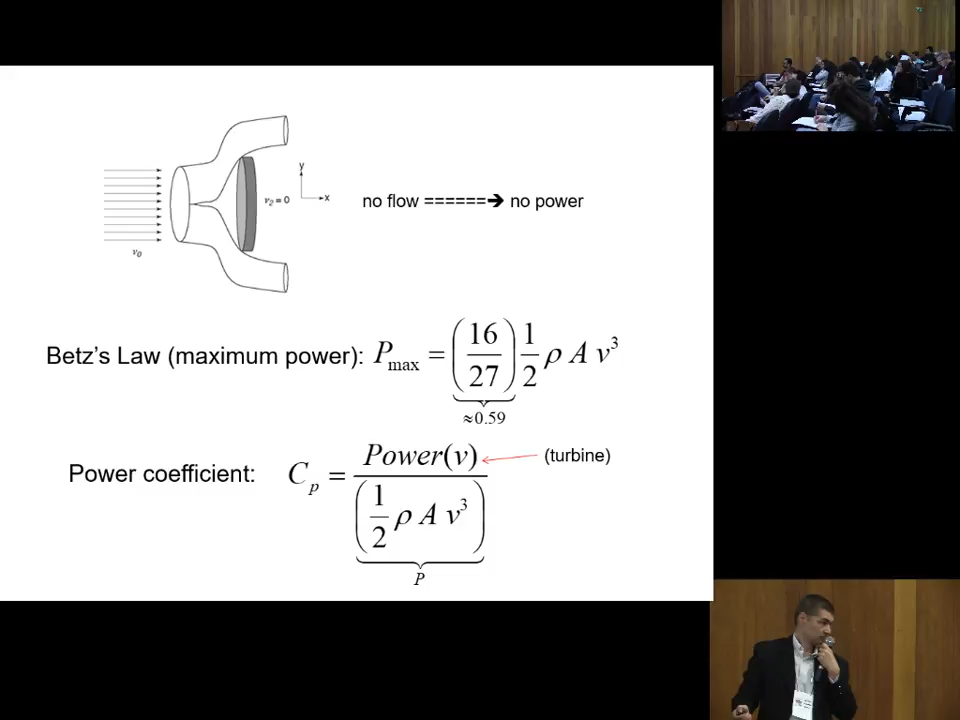 y
v₂=0
x
v₀
no flow ======➔ no power
Betz's Law (maximum power): P_max = (16/27) 1/2 ρ A v³
≈0.59
Power coefficient: C_p = Power(v) / (1/2 ρ A v³)
(turbine)
P